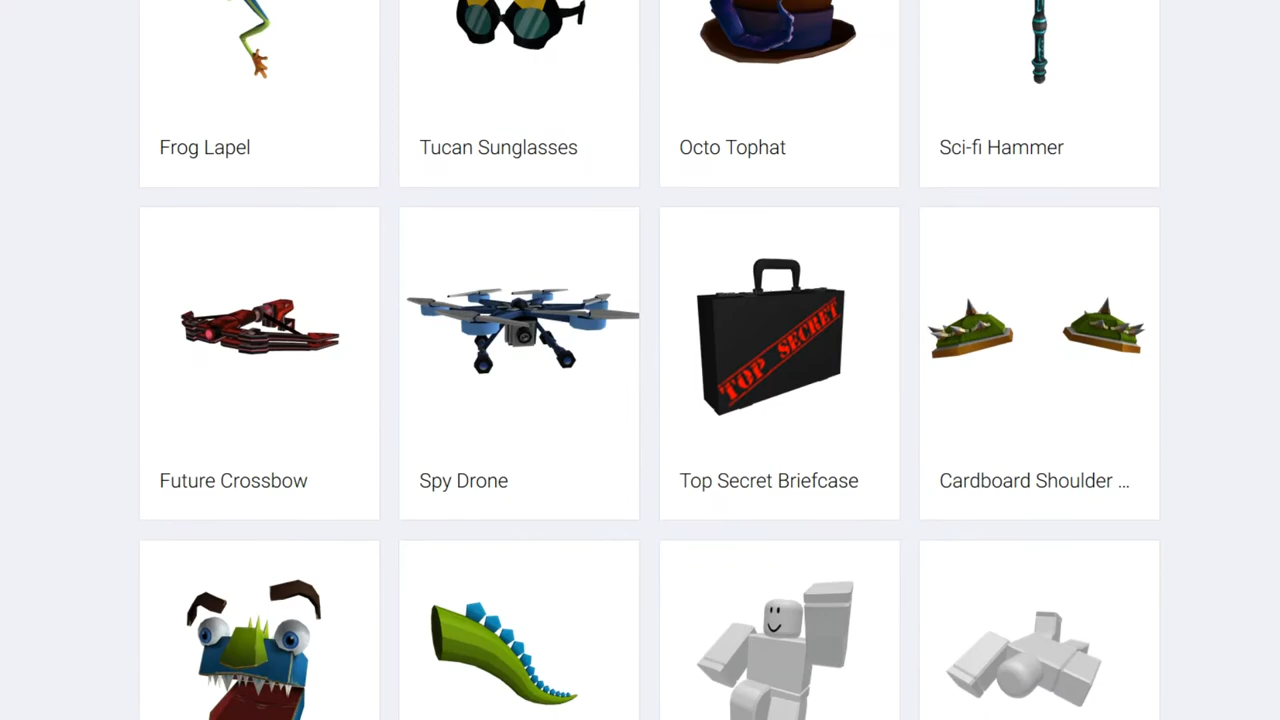 Frog Lapel
Tucan Sunglasses
Octo Tophat
Sci-fi Hammer
TOP SECRET
Future Crossbow
Spy Drone
Top Secret Briefcase
Cardboard Shoulder ...